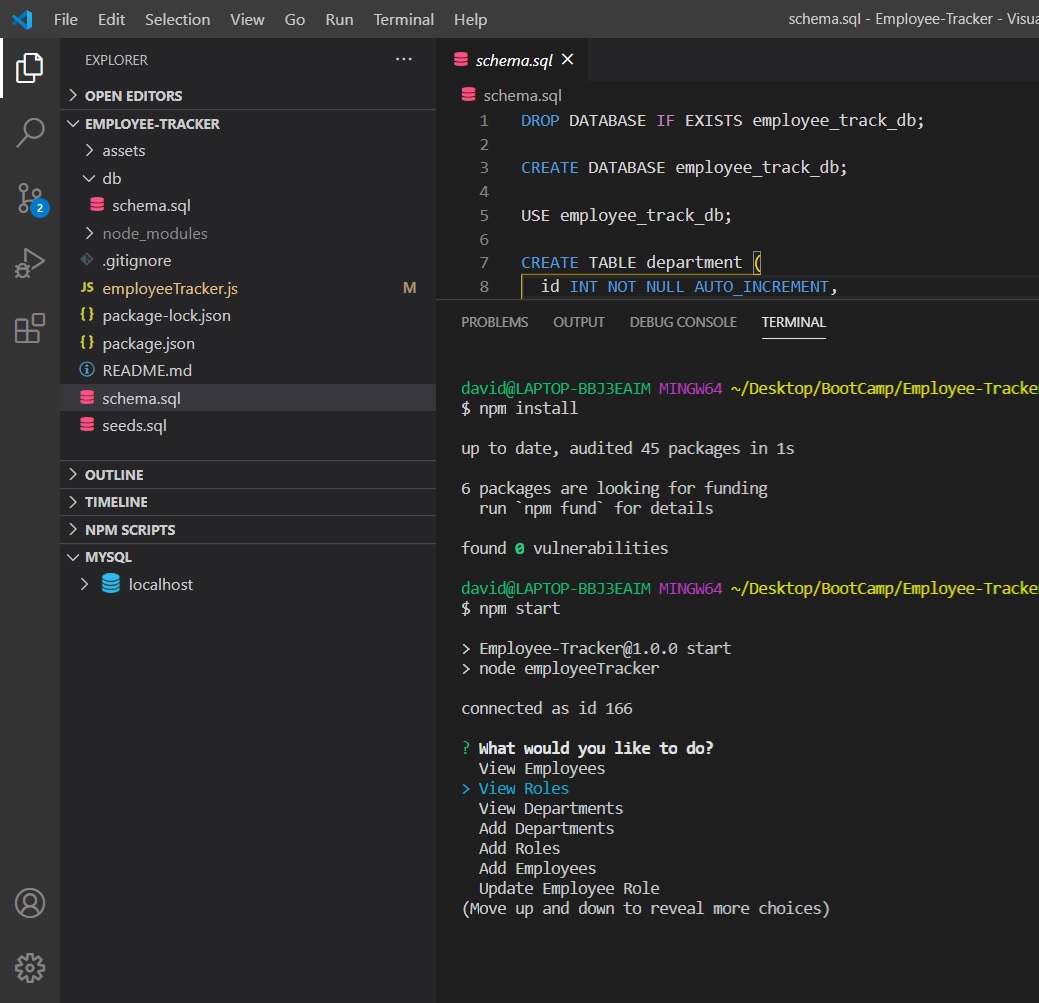 File Edit Selection View Go Run Terminal Help
schema.sql - Employee-Tracker - Visua
EXPLORER
OPEN EDITORS
EMPLOYEE-TRACKER
assets
db
schema.sql
node_modules
.gitignore
JS employeeTracker.js M
{} package-lock.json
{} package.json
README.md
schema.sql
seeds.sql
OUTLINE
TIMELINE
NPM SCRIPTS
MYSQL
localhost
2
schema.sql
schema.sql
1 DROP DATABASE IF EXISTS employee_track_db;
2
3 CREATE DATABASE employee_track_db;
4
5 USE employee_track_db;
6
7 CREATE TABLE department (
8 id INT NOT NULL AUTO_INCREMENT,
PROBLEMS OUTPUT DEBUG CONSOLE TERMINAL
david@LAPTOP-BBJ3EAIM MINGW64 ~/Desktop/BootCamp/Employee-Tracker
$ npm install
up to date, audited 45 packages in 1s
6 packages are looking for funding
run `npm fund` for details
found 0 vulnerabilities
david@LAPTOP-BBJ3EAIM MINGW64 ~/Desktop/BootCamp/Employee-Tracker
$ npm start
> Employee-Tracker@1.0.0 start
> node employeeTracker
connected as id 166
? What would you like to do?
View Employees
> View Roles
View Departments
Add Departments
Add Roles
Add Employees
Update Employee Role
(Move up and down to reveal more choices)